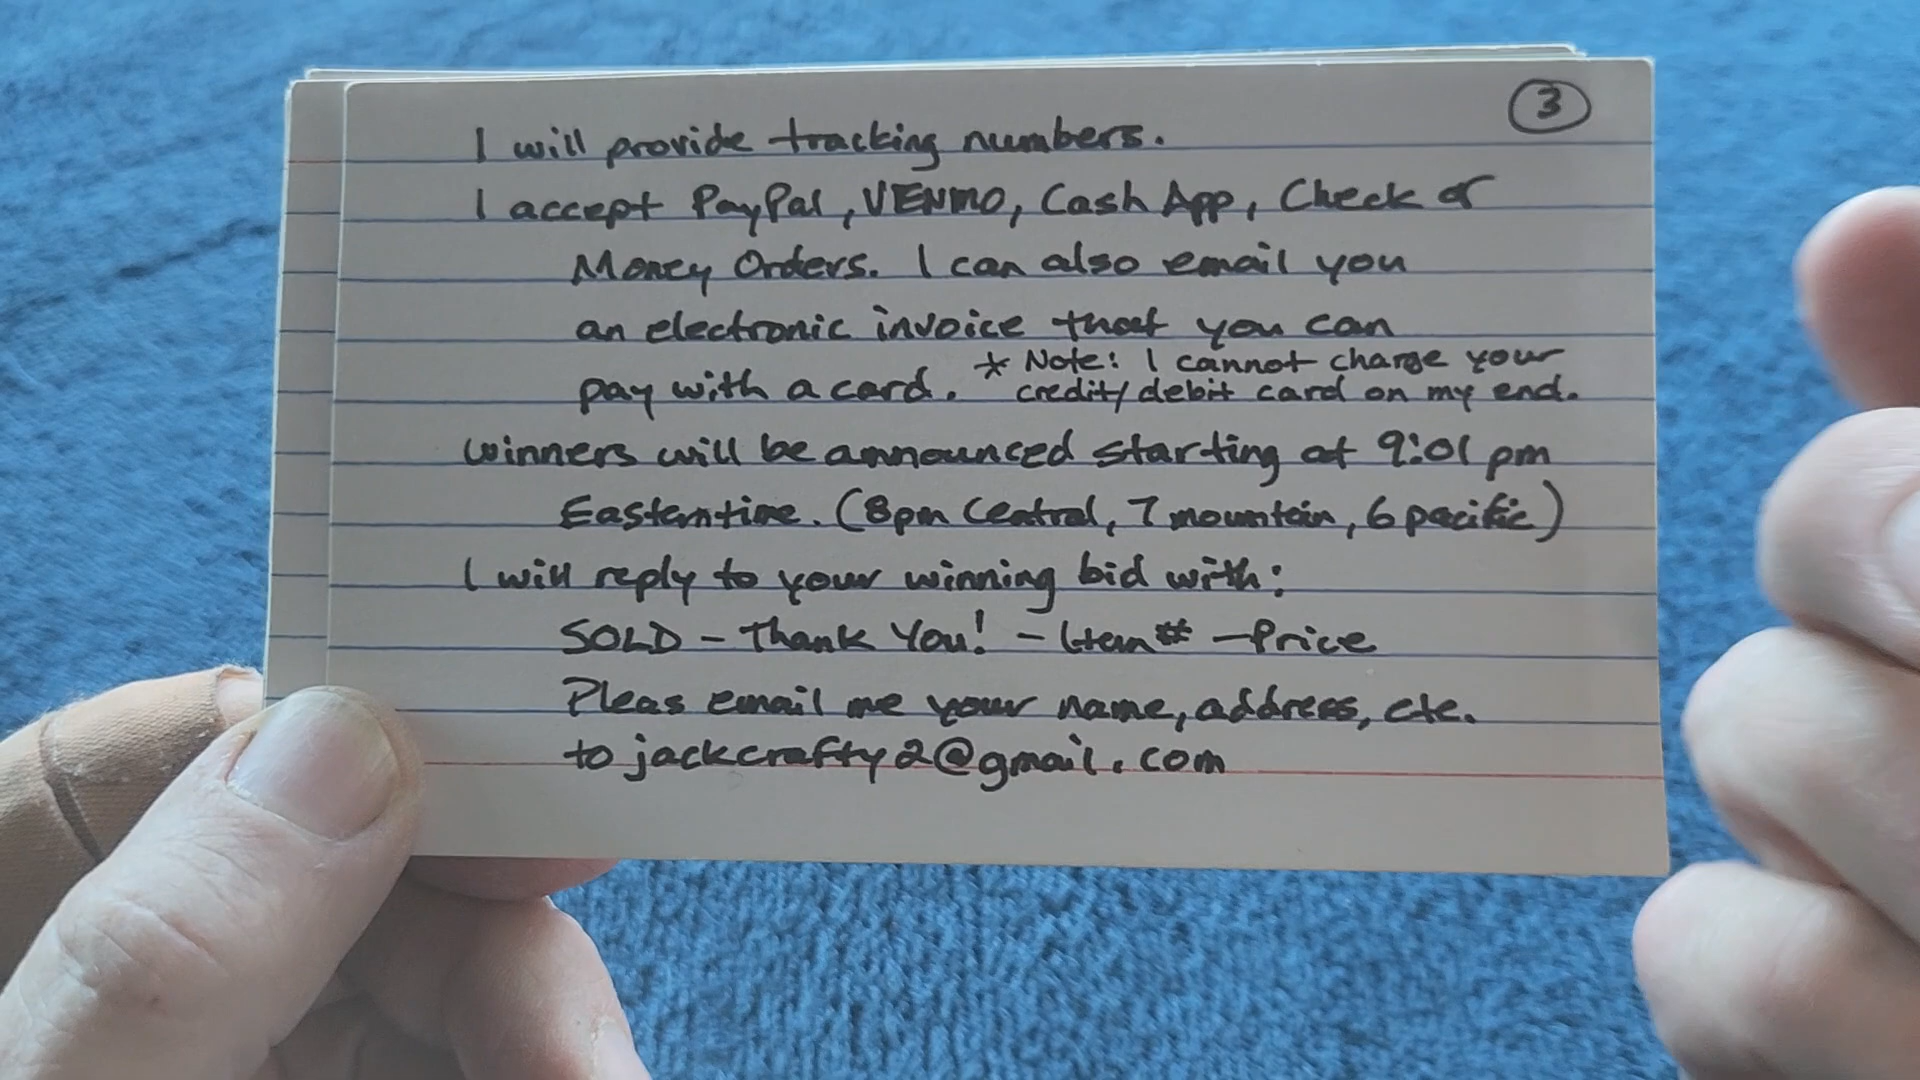 3
I will provide tracking numbers.
I accept PayPal, VENMO, Cash App, Check or
Money Orders. I can also email you
an electronic invoice that you can
pay with a card. * Note: I cannot charge your
credit/debit card on my end.
Winners will be announced starting at 9:01 pm
Eastern time. (8pm Central, 7 mountain, 6 pacific)
I will reply to your winning bid with:
SOLD - Thank You! - Item # - Price
Pleas email me your name, address, etc.
to jackcrafty2@gmail.com